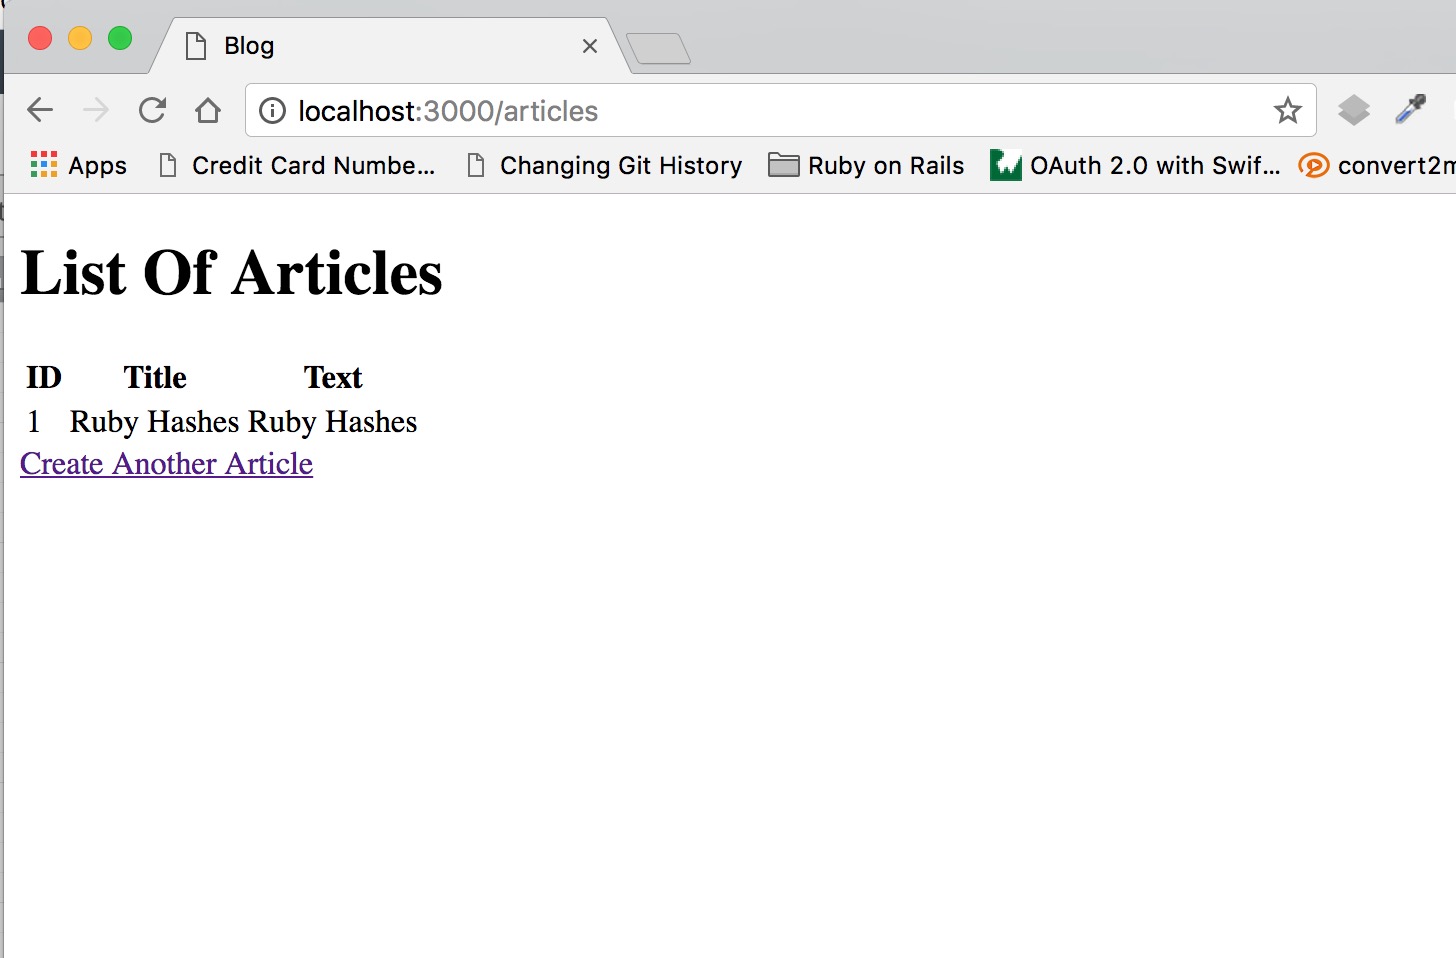 Blog
localhost:3000/articles
Apps Credit Card Numbe... Changing Git History Ruby on Rails OAuth 2.0 with Swif... convert2m
List Of Articles
ID Title Text
1 Ruby Hashes Ruby Hashes
Create Another Article